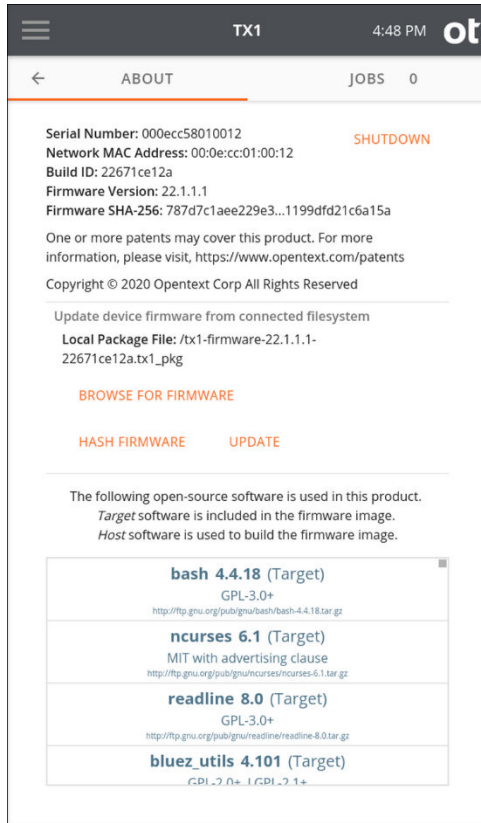 TX1
4:48 PM
ot
ABOUT
JOBS 0
Serial Number: 000ecc58010012
SHUTDOWN
Network MAC Address: 00:0e:cc:01:00:12
Build ID: 22671ce12a
Firmware Version: 22.1.1.1
Firmware SHA-256: 787d7c1aee229e3...1199dfd21c6a15a
One or more patents may cover this product. For more
information, please visit, https://www.opentext.com/patents
Copyright © 2020 Opentext Corp All Rights Reserved
Update device firmware from connected filesystem
Local Package File: /tx1-firmware-22.1.1.1-
22671ce12a.tx1_pkg
BROWSE FOR FIRMWARE
HASH FIRMWARE UPDATE
The following open-source software is used in this product.
Target software is included in the firmware image.
Host software is used to build the firmware image.
bash 4.4.18 (Target)
GPL-3.0+
http://ftp.gnu.org/pub/gnu/bash/bash-4.4.18.tar.gz
ncurses 6.1 (Target)
MIT with advertising clause
http://ftp.gnu.org/pub/gnu/ncurses/ncurses-6.1.tar.gz
readline 8.0 (Target)
GPL-3.0+
http://ftp.gnu.org/pub/gnu/readline/readline-8.0.tar.gz
bluez_utils 4.101 (Target)
GPL-2.0+ LGPL-2.1+